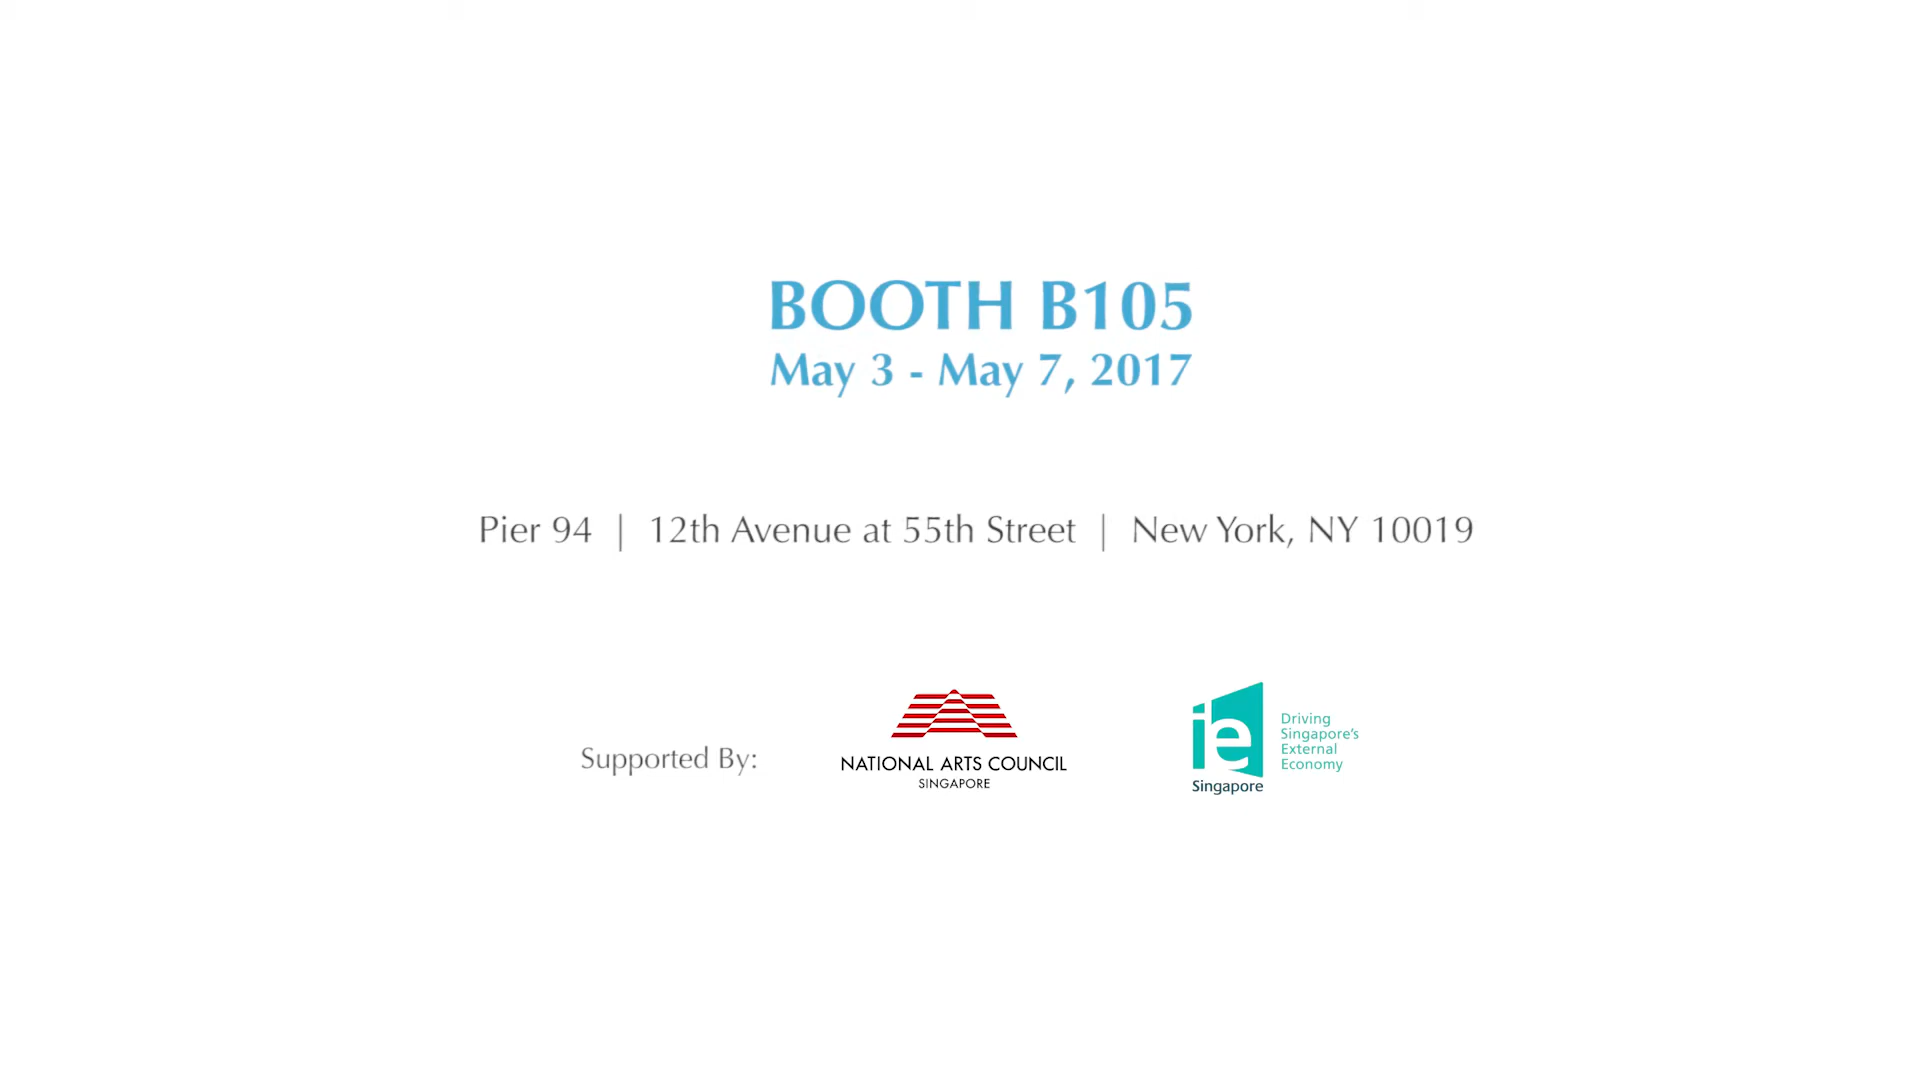 BOOTH B105
May 3 - May 7, 2017
Pier 94 | 12th Avenue at 55th Street | New York, NY 10019
Supported By:
NATIONAL ARTS COUNCIL
SINGAPORE
ie
Singapore
Driving
Singapore's
External
Economy